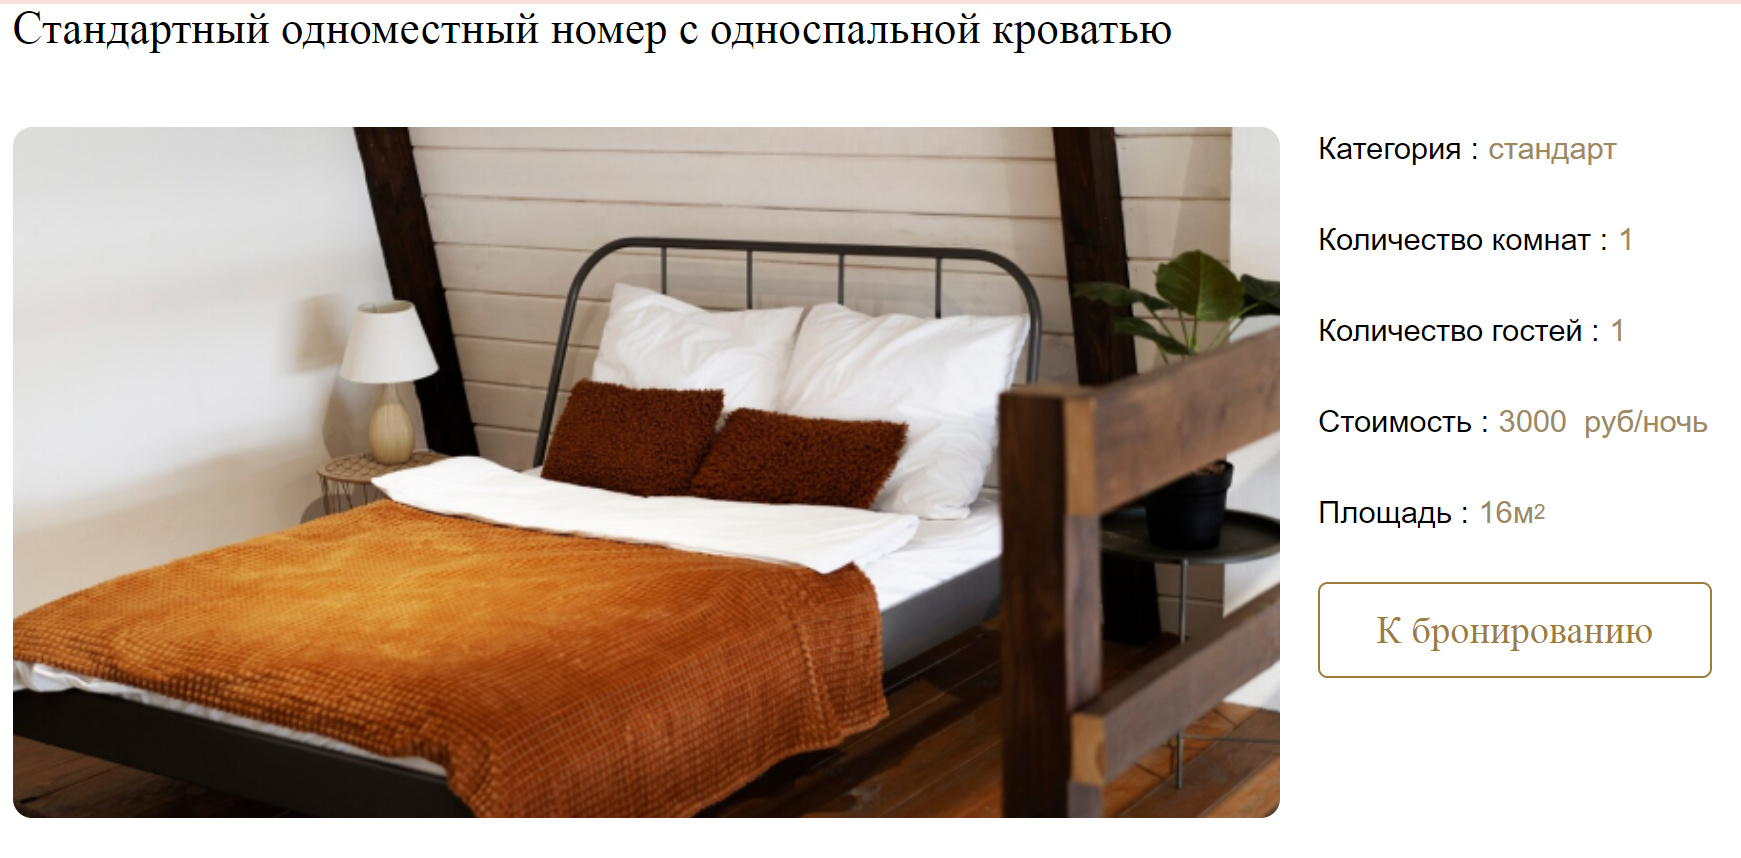 Стандартный одноместный номер с односпальной кроватью
Категория : стандарт
Количество комнат : 1
Количество гостей : 1
Стоимость : 3000 руб/ночь
Площадь : 16м2
К бронированию